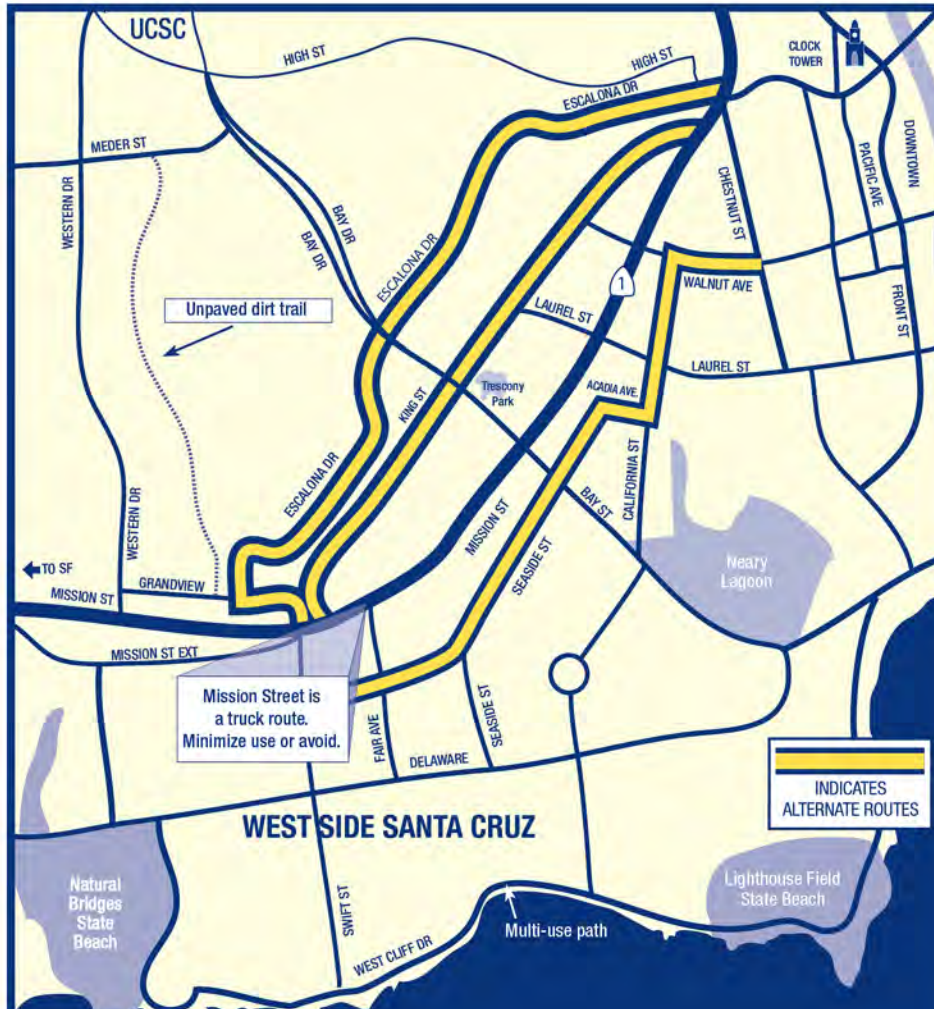 UCSC
HIGH ST
HIGH ST
CLOCK
TOWER
ESCALONA DR
MEDER ST
DOWNTOWN
PACIFIC AVE
CHESTNUT ST
WESTERN DR
BAY DR
BAY DR
ESCALONA DR
WALNUT AVE
1
Unpaved dirt trail
LAUREL ST
FRONT ST
LAUREL ST
Trescony
Park
ACADIA AVE.
KING ST
CALIFORNIA ST
ESCALONA DR
MISSION ST
BAY ST
WESTERN DR
SEASIDE ST
Neary
Lagoon
TO SF
GRANDVIEW
MISSION ST
MISSION ST EXT
Mission Street is
a truck route.
Minimize use or avoid.
FAIR AVE
SEASIDE ST
DELAWARE
INDICATES
ALTERNATE ROUTES
WEST SIDE SANTA CRUZ
Natural
Bridges
State
Beach
SWIFT ST
Lighthouse Field
State Beach
Multi-use path
WEST CLIFF DR